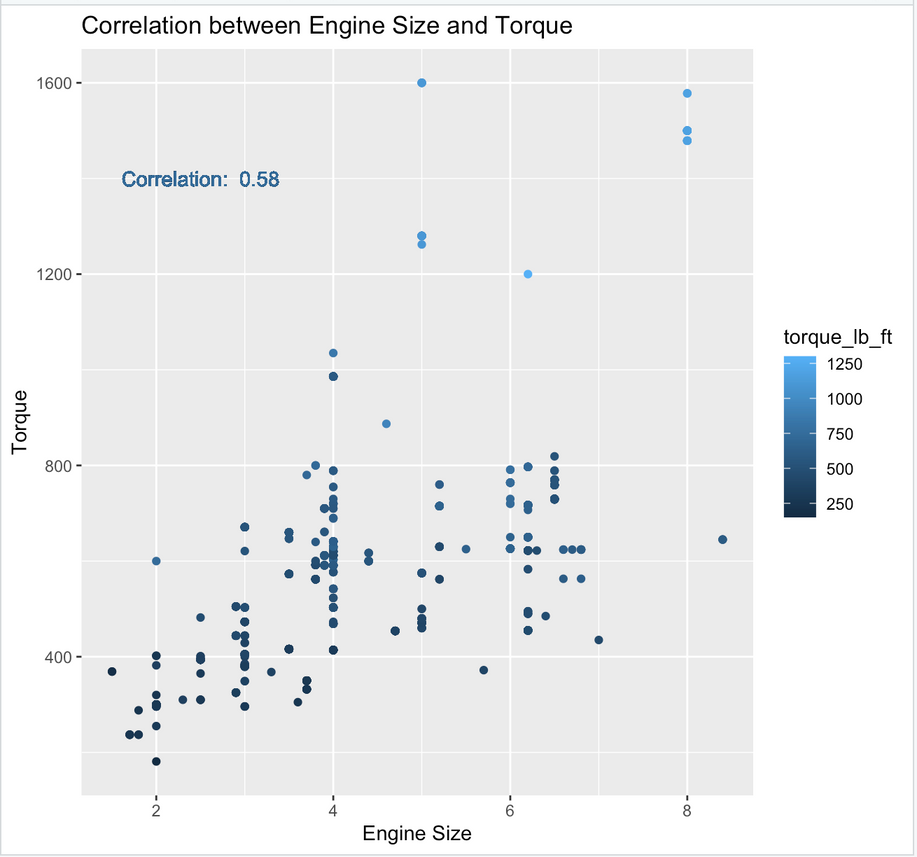 Correlation between Engine Size and Torque
1600
Correlation:  0.58
1200
800
400
Torque
2 4 6 8
Engine Size
torque_lb_ft
1250
1000
750
500
250